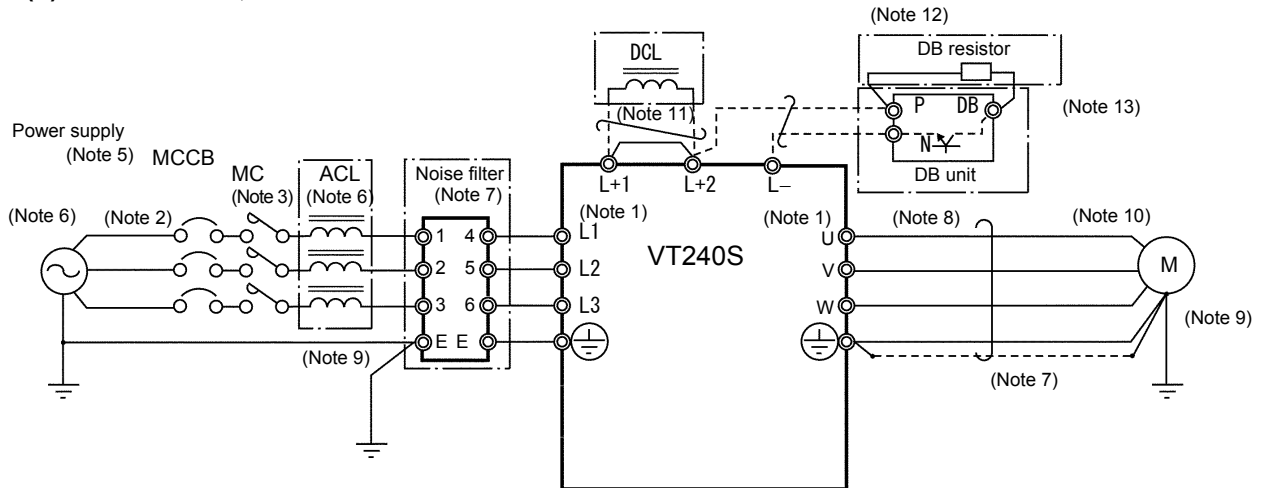 (Note 12)
DCL
DB resistor
(Note 11)
P DB
(Note 13)
Power supply
(Note 5)
MCCB
N
DB unit
MC
(Note 3)
ACL
(Note 6)
Noise filter
(Note 7)
L+1 L+2 L-
(Note 6)
(Note 2)
(Note 1)
(Note 1)
(Note 8)
(Note 10)
1 4
L1
U
VT240S
2 5
L2
V
M
3 6
L3
W
(Note 9)
E E
(Note 9)
(Note 7)